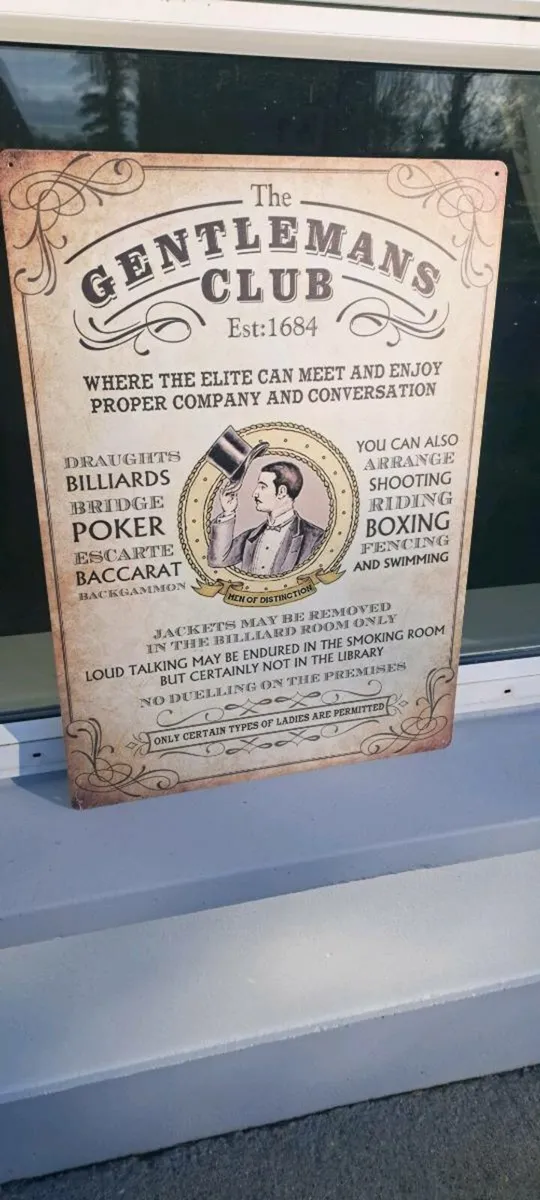 The
GENTLEMANS
CLUB
Est:1684
WHERE THE ELITE CAN MEET AND ENJOY
PROPER COMPANY AND CONVERSATION
DRAUGHTS
BILLIARDS
BRIDGE
POKER
ESCARTE
BACCARAT
BACKGAMMON
MEN OF DISTINCTION
YOU CAN ALSO
ARRANGE
SHOOTING
RIDING
BOXING
FENCING
AND SWIMMING
JACKETS MAY BE REMOVED
IN THE BILLIARD ROOM ONLY
LOUD TALKING MAY BE ENDURED IN THE SMOKING ROOM
BUT CERTAINLY NOT IN THE LIBRARY
NO DUELLING ON THE PREMISES
ONLY CERTAIN TYPES OF LADIES ARE PERMITTED